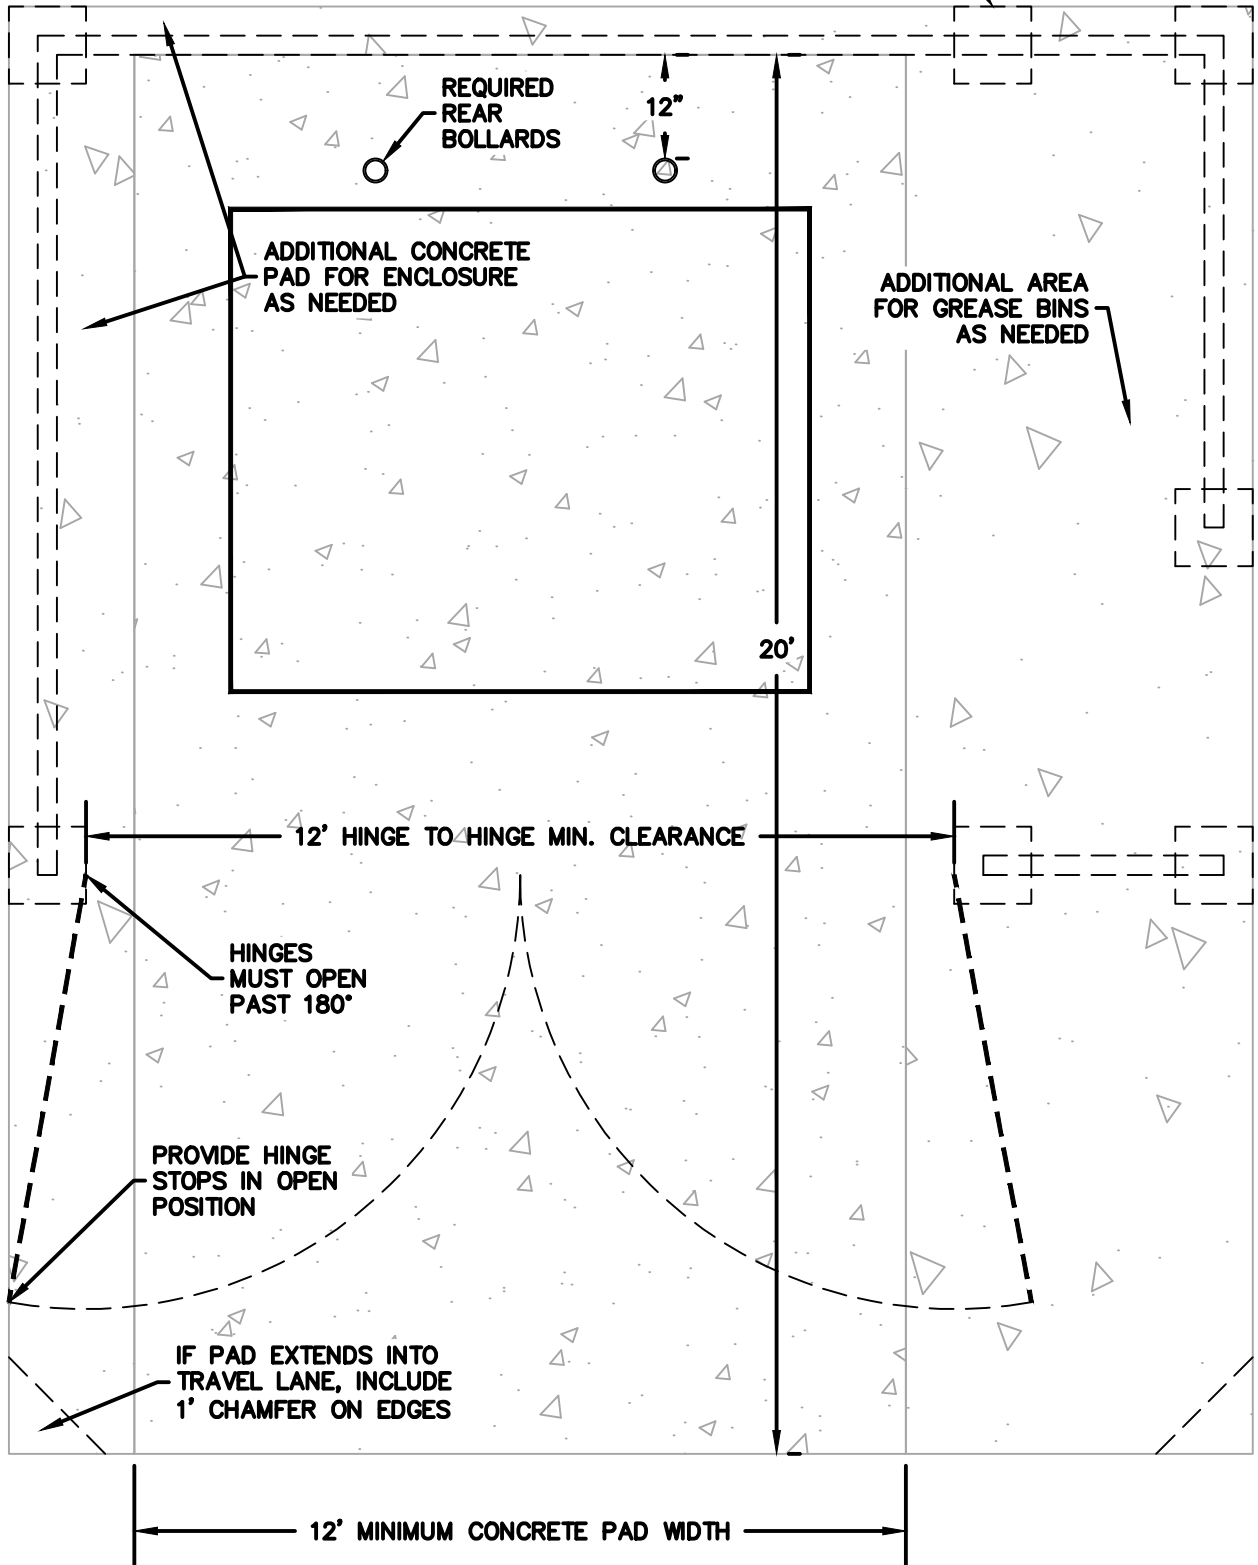 REQUIRED
REAR
BOLLARDS
12"
ADDITIONAL CONCRETE
PAD FOR ENCLOSURE
AS NEEDED
ADDITIONAL AREA
FOR GREASE BINS
AS NEEDED
20'
12' HINGE TO HINGE MIN. CLEARANCE
HINGES
MUST OPEN
PAST 180°
PROVIDE HINGE
STOPS IN OPEN
POSITION
IF PAD EXTENDS INTO
TRAVEL LANE, INCLUDE
1' CHAMFER ON EDGES
12' MINIMUM CONCRETE PAD WIDTH